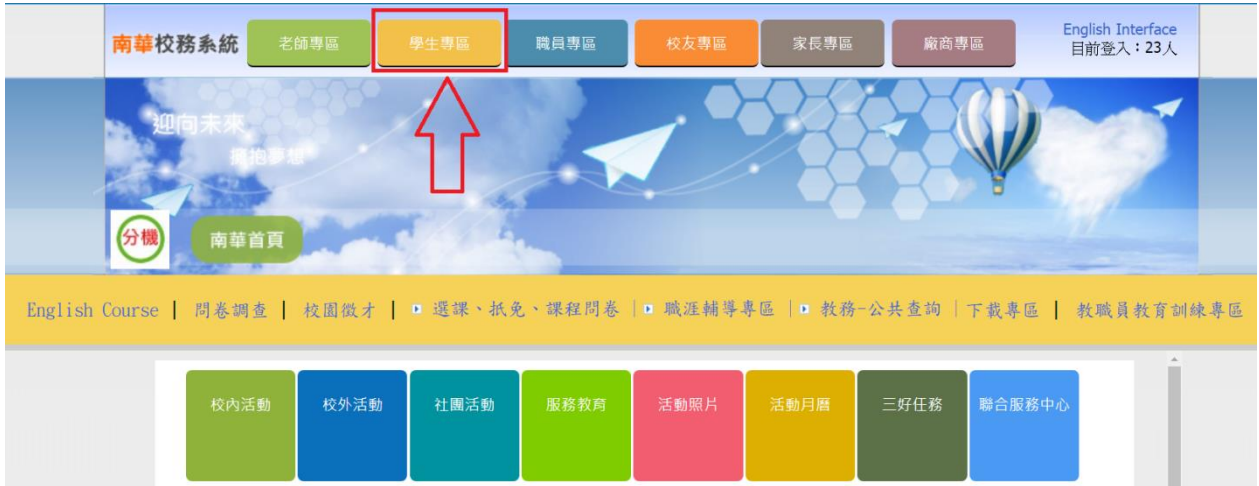 南華校務系統 老師專區 學生專區 職員專區 校友專區 家長專區 廠商專區 English Interface
目前登入：23人
迎向未來
擁抱夢想
分機 南華首頁
English Course | 問卷調查 | 校園徵才 | 選課、抵免、課程問卷 | 職涯輔導專區 | 教務-公共查詢 | 下載專區 | 教職員教育訓練專區
校內活動 校外活動 社團活動 服務教育 活動照片 活動月曆 三好任務 聯合服務中心